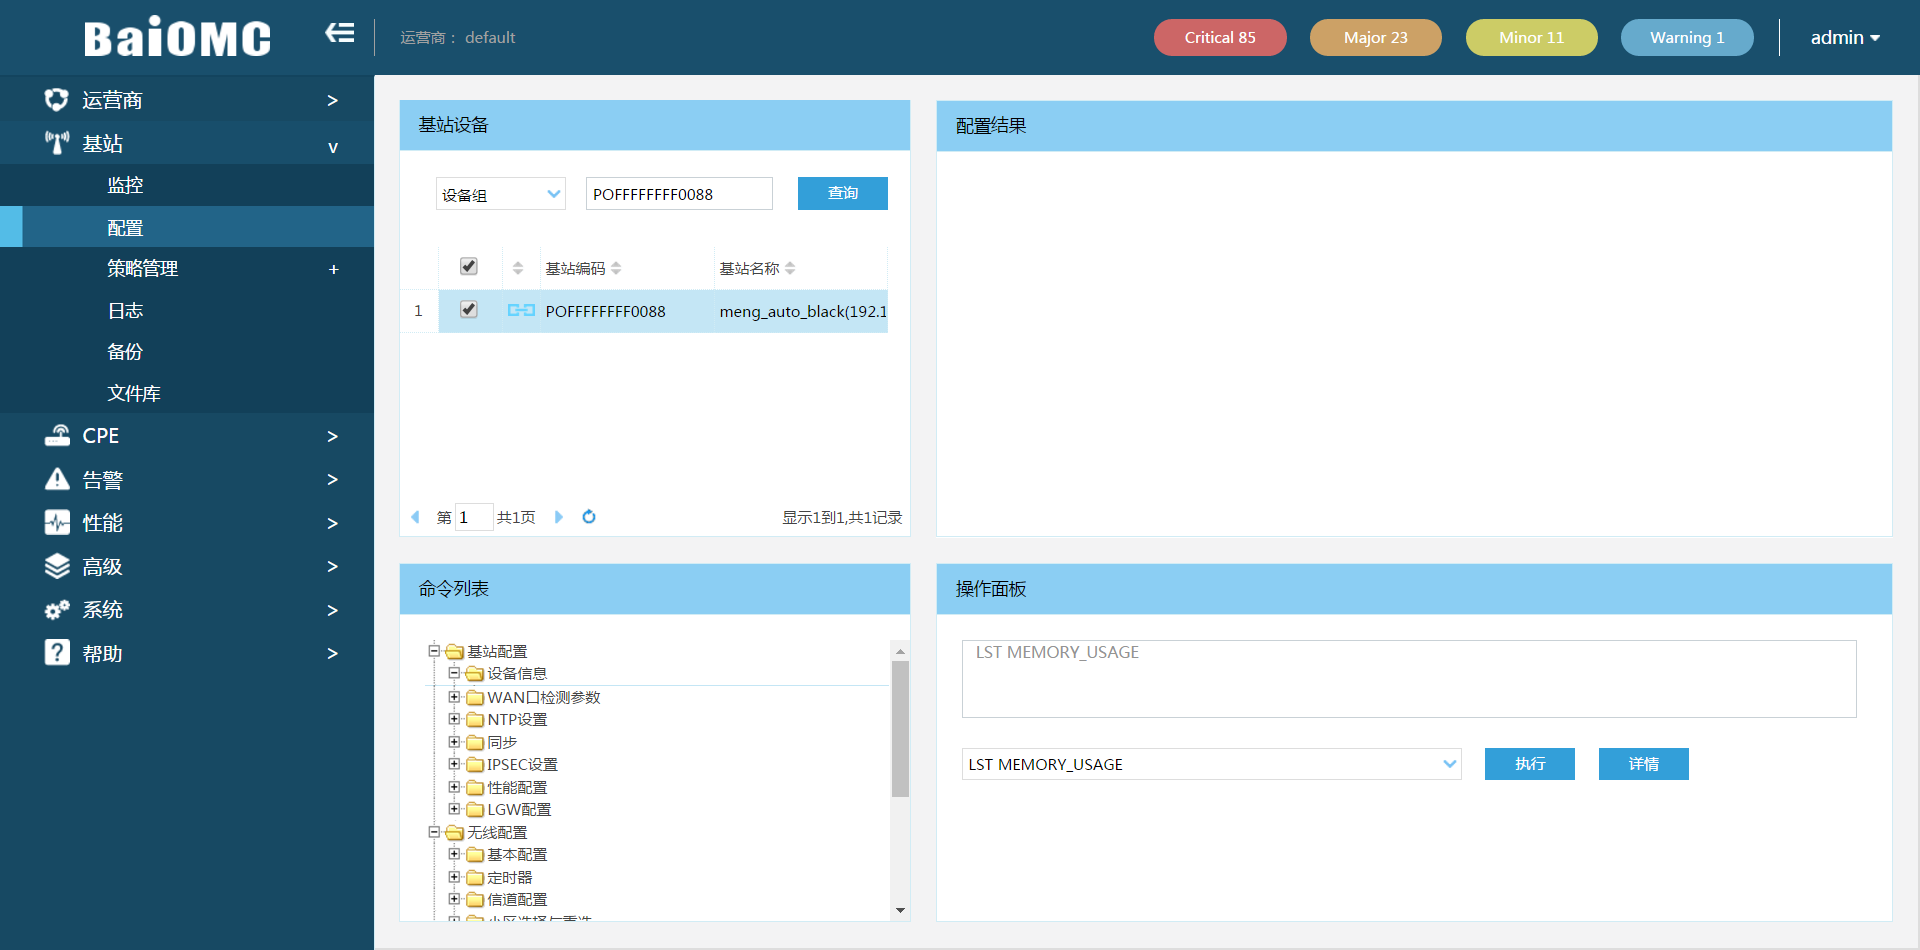 BaiOMC
运营商： default
Critical 85
Major 23
Minor 11
Warning 1
admin
运营商 >
基站 v
监控
配置
策略管理 +
日志
备份
文件库
CPE >
告警 >
性能 >
高级 >
系统 >
帮助 >
基站设备
设备组 POFFFFFFFF0088 查询
基站编码 基站名称
1 POFFFFFFFF0088 meng_auto_black(192.1
第 1 共1页 显示1到1,共1记录
配置结果
命令列表
基站配置
设备信息
WAN口检测参数
NTP设置
同步
IPSEC设置
性能配置
LGW配置
无线配置
基本配置
定时器
信道配置
操作面板
LST MEMORY_USAGE
LST MEMORY_USAGE 执行 详情